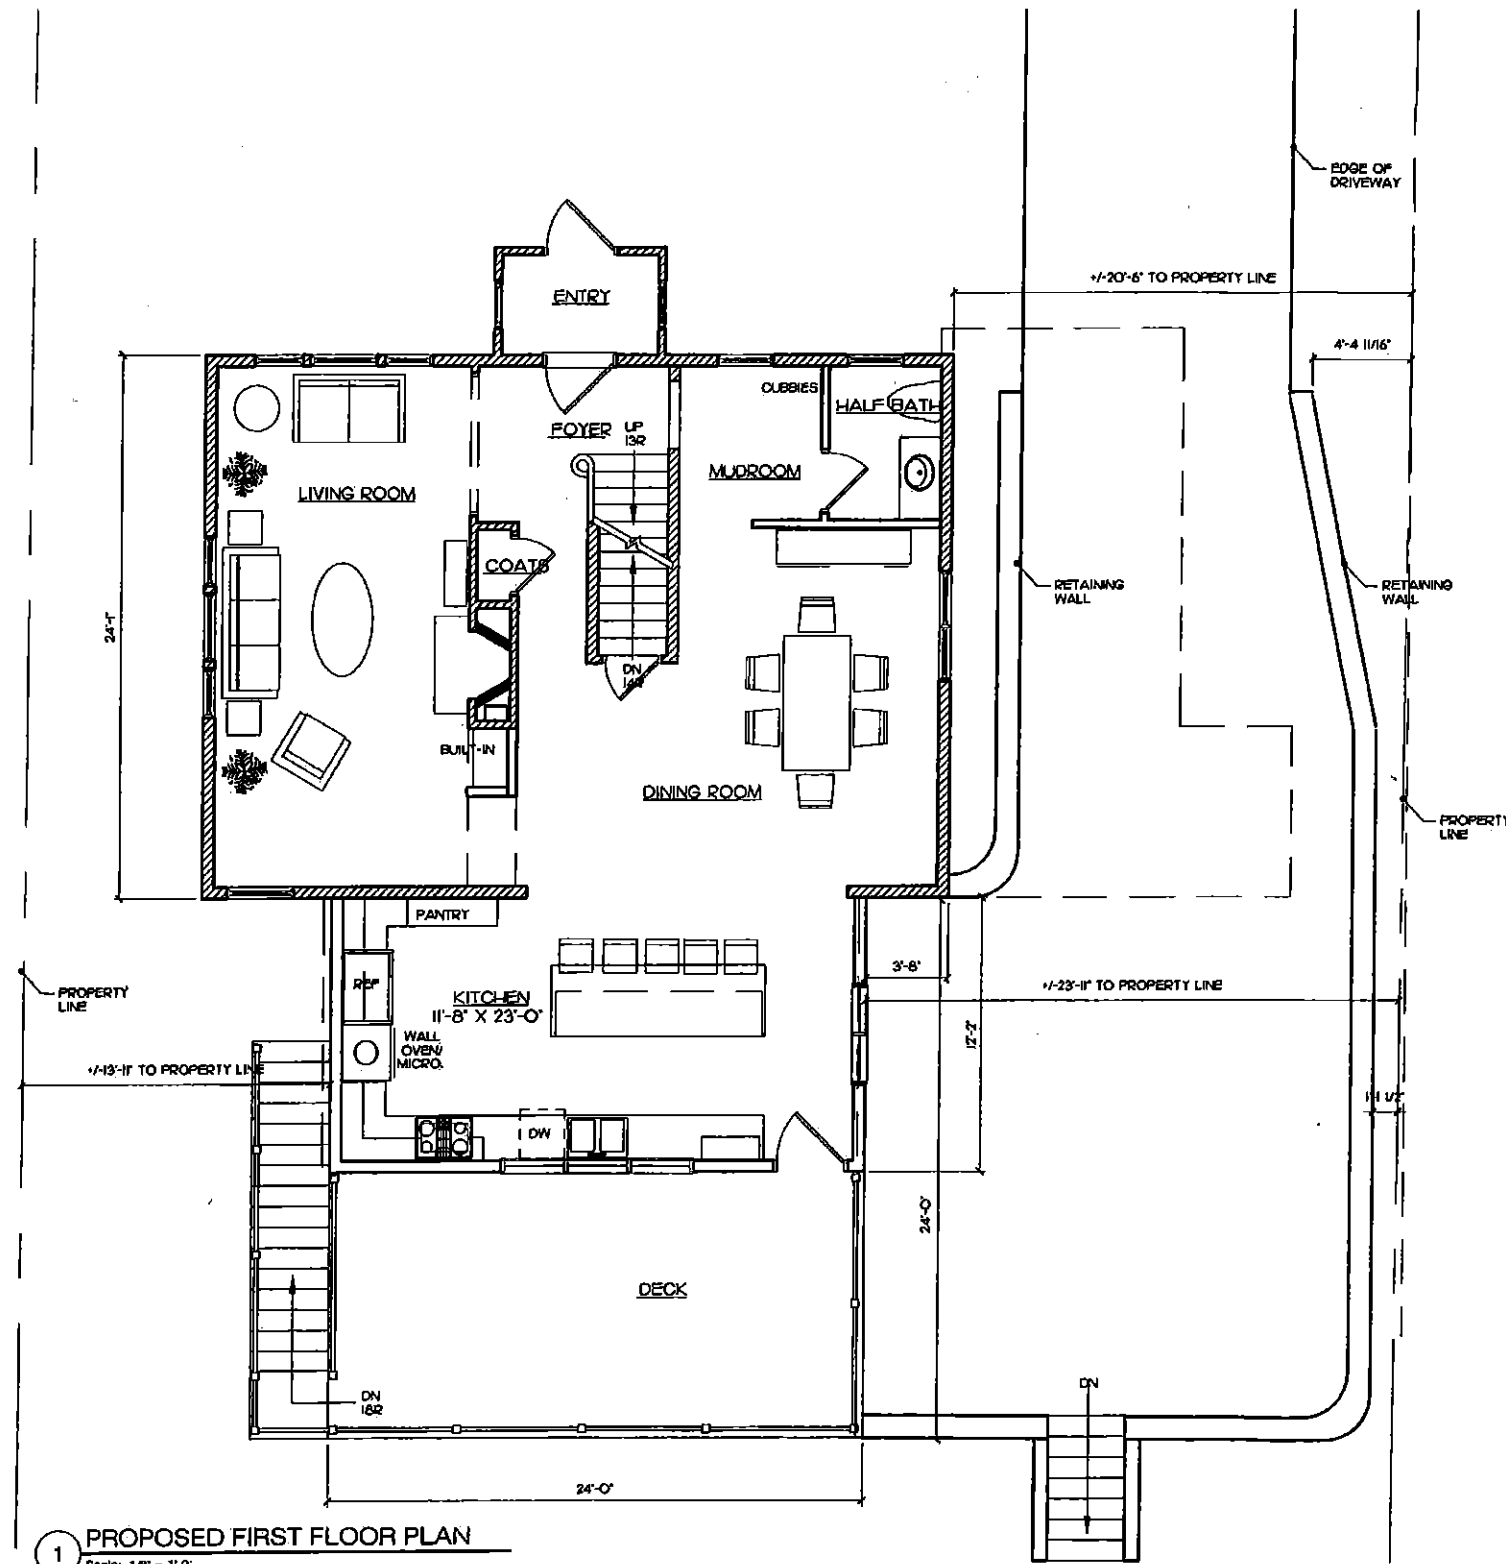 EDGE OF
DRIVEWAY
+/-20'-6" TO PROPERTY LINE
4'-4 11/16"
ENTRY
CUBBIES
HALF BATH
FOYER
UP
13R
MUDROOM
LIVING ROOM
COATS
RETAINING
WALL
RETAINING
WALL
24'-1"
DN
BUILT-IN
DINING ROOM
PROPERTY
LINE
PANTRY
REF
KITCHEN
11'-8" X 23'-0"
WALL
OVEN/
MICRO.
3'-8"
+/-23'-11" TO PROPERTY LINE
12'-2"
PROPERTY
LINE
+/-13'-11" TO PROPERTY LINE
DW
24'-0"
DECK
DN
18R
DN
24'-0"
1
PROPOSED FIRST FLOOR PLAN